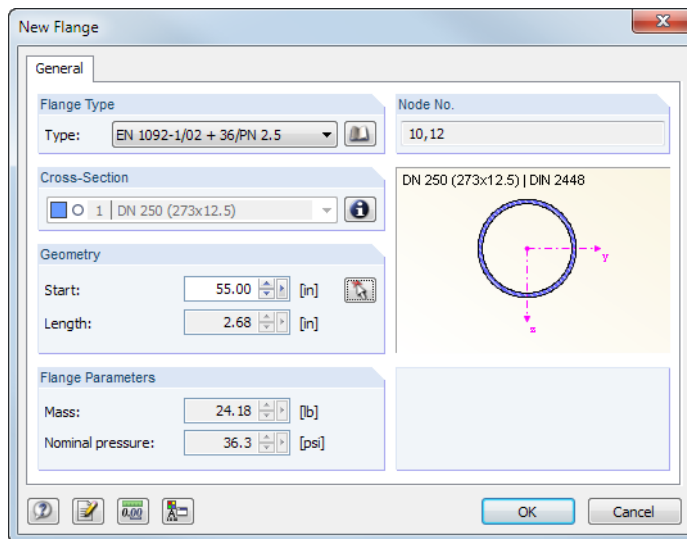 New Flange
General
Flange Type
Type: EN 1092-1/02 + 36/PN 2.5
Node No.
10,12
Cross-Section
1 DN 250 (273x12.5)
DN 250 (273x12.5) | DIN 2448
y
z
Geometry
Start: 55.00 [in]
Length: 2.68 [in]
Flange Parameters
Mass: 24.18 [lb]
Nominal pressure: 36.3 [psi]
0.00
OK Cancel